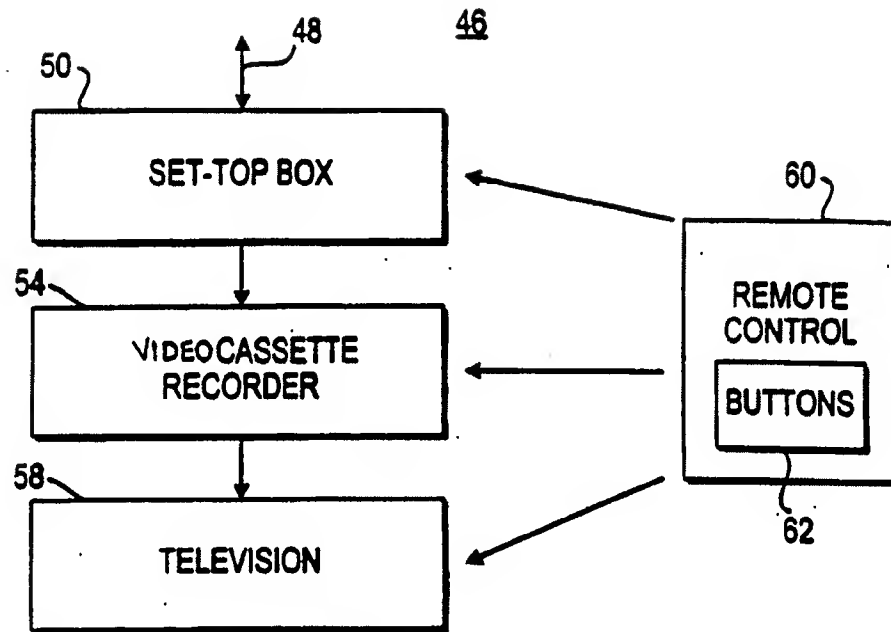 46
48
50
SET-TOP BOX
60
54
REMOTE
CONTROL
VIDEOCASSETTE
RECORDER
BUTTONS
58
62
TELEVISION